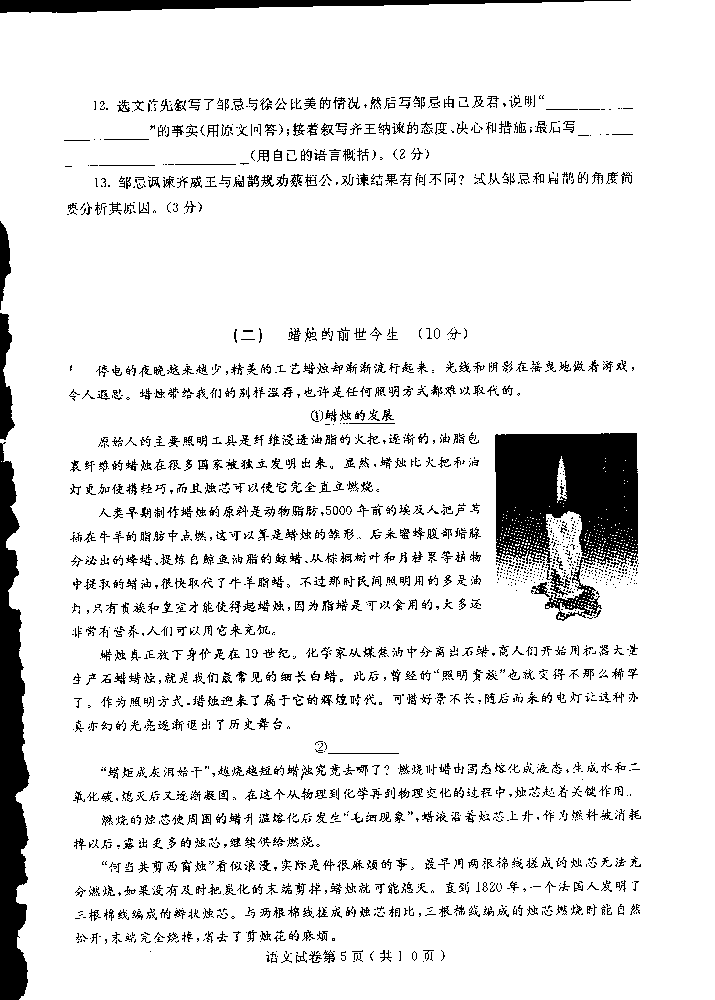 12. 选文首先叙写了邹忌与徐公比美的情况,然后写邹忌由己及君,说明“
”的事实(用原文回答);接着叙写齐王纳谏的态度、决心和措施;最后写
(用自己的语言概括)。(2 分)
13. 邹忌讽谏齐威王与扁鹊规劝蔡桓公,劝谏结果有何不同? 试从邹忌和扁鹊的角度简
要分析其原因。(3 分)
(二) 蜡烛的前世今生 (10 分)
停电的夜晚越来越少,精美的工艺蜡烛却渐渐流行起来。光线和阴影在摇曳地做着游戏,
令人遐思。蜡烛带给我们的别样温存,也许是任何照明方式都难以取代的。
①蜡烛的发展
原始人的主要照明工具是纤维浸透油脂的火把,逐渐的,油脂包
裹纤维的蜡烛在很多国家被独立发明出来。显然,蜡烛比火把和油
灯更加便携轻巧,而且烛芯可以使它完全直立燃烧。
人类早期制作蜡烛的原料是动物脂肪,5000 年前的埃及人把芦苇
插在牛羊的脂肪中点燃,这可以算是蜡烛的雏形。后来蜜蜂腹部蜡腺
分泌出的蜂蜡、提炼自鲸鱼油脂的鲸蜡、从棕榈树叶和月桂果等植物
中提取的蜡油,很快取代了牛羊脂蜡。不过那时民间照明用的多是油
灯,只有贵族和皇室才能使得起蜡烛,因为脂蜡是可以食用的,大多还
非常有营养,人们可以用它来充饥。
蜡烛真正放下身价是在 19 世纪。化学家从煤焦油中分离出石蜡,商人们开始用机器大量
生产石蜡蜡烛,就是我们最常见的细长白蜡。此后,曾经的“照明贵族”也就变得不那么稀罕
了。作为照明方式,蜡烛迎来了属于它的辉煌时代。可惜好景不长,随后而来的电灯让这种亦
真亦幻的光亮逐渐退出了历史舞台。
②
“蜡炬成灰泪始干”,越烧越短的蜡烛究竟去哪了? 燃烧时蜡由固态熔化成液态,生成水和二
氧化碳,熄灭后又逐渐凝固。在这个从物理到化学再到物理变化的过程中,烛芯起着关键作用。
燃烧的烛芯使周围的蜡升温熔化后发生“毛细现象”,蜡液沿着烛芯上升,作为燃料被消耗
掉以后,露出更多的烛芯,继续供给燃烧。
“何当共剪西窗烛”看似浪漫,实际是件很麻烦的事。最早用两根棉线搓成的烛芯无法充
分燃烧,如果没有及时把炭化的末端剪掉,蜡烛就可能熄灭。直到 1820 年,一个法国人发明了
三根棉线编成的辫状烛芯。与两根棉线搓成的烛芯相比,三根棉线编成的烛芯燃烧时能自然
松开,末端完全烧掉,省去了剪烛花的麻烦。
语文试卷第 5 页(共１０页)